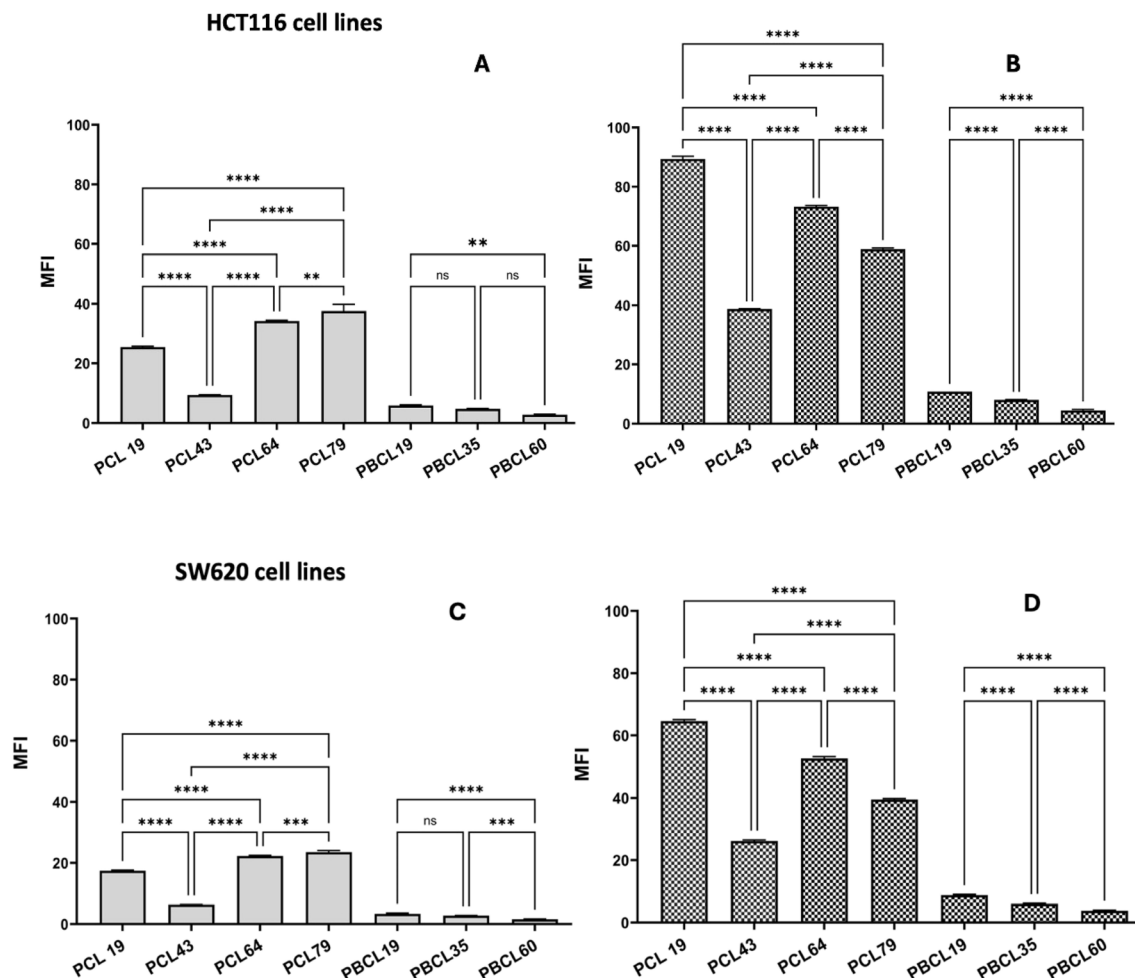 HCT116 cell lines
A
MFI
100
80
60
40
20
0
****
****
****
****
****
**
**
ns
ns
PCL 19
PCL43
PCL64
PCL79
PBCL19
PBCL35
PBCL60
B
MFI
100
80
60
40
20
0
****
****
****
****
****
****
****
****
****
PCL 19
PCL43
PCL64
PCL79
PBCL19
PBCL35
PBCL60
SW620 cell lines
C
MFI
100
80
60
40
20
0
****
****
****
****
****
***
****
ns
***
PCL 19
PCL43
PCL64
PCL79
PBCL19
PBCL35
PBCL60
D
MFI
100
80
60
40
20
0
****
****
****
****
****
****
****
****
****
PCL 19
PCL43
PCL64
PCL79
PBCL19
PBCL35
PBCL60